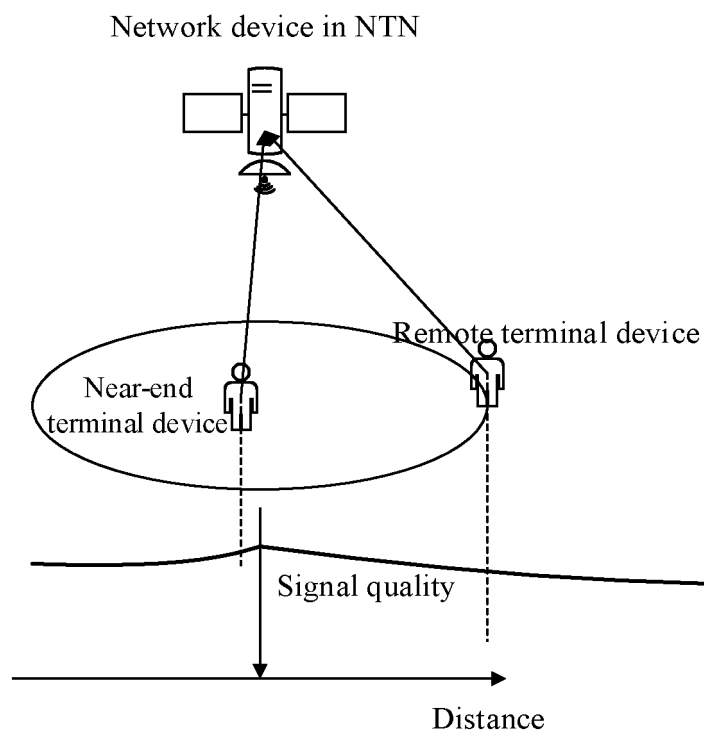 Network device in NTN
Remote terminal device
Near-end
terminal device
Signal quality
Distance